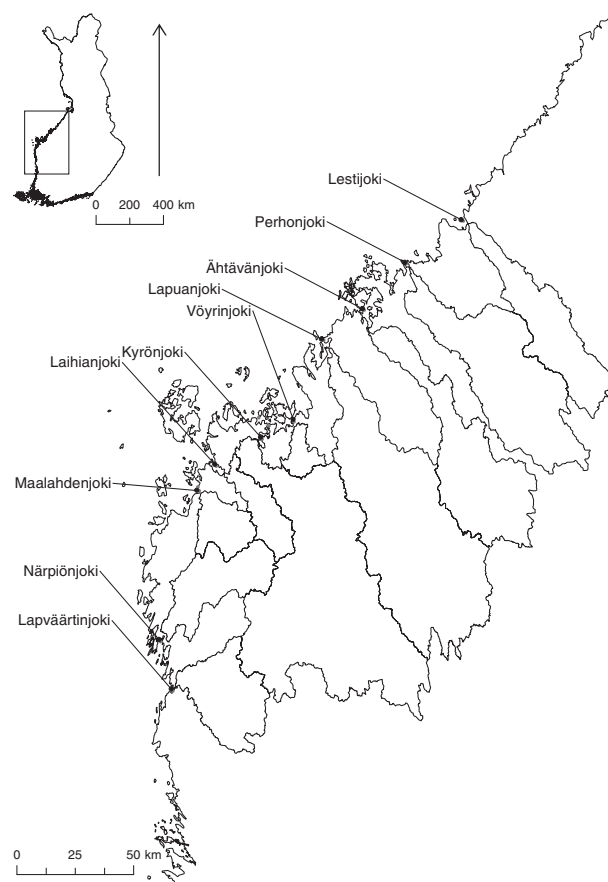 0 200 400 km
Lestijoki
Perhonjoki
Ähtävänjoki
Lapuanjoki
Vöyrinjoki
Kyrönjoki
Laihianjoki
Maalahdenjoki
Närpiönjoki
Lapväärtinjoki
0 25 50 km